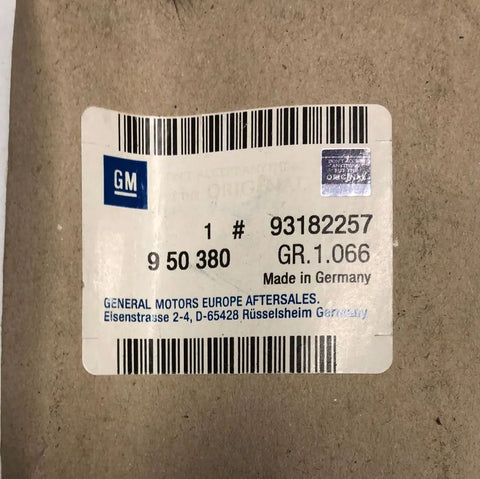 GM
1 # 93182257
9 50 380 GR.1.066
Made in Germany
GENERAL MOTORS EUROPE AFTERSALES.
Eisenstrasse 2-4, D-65428 Rüsselsheim Germany